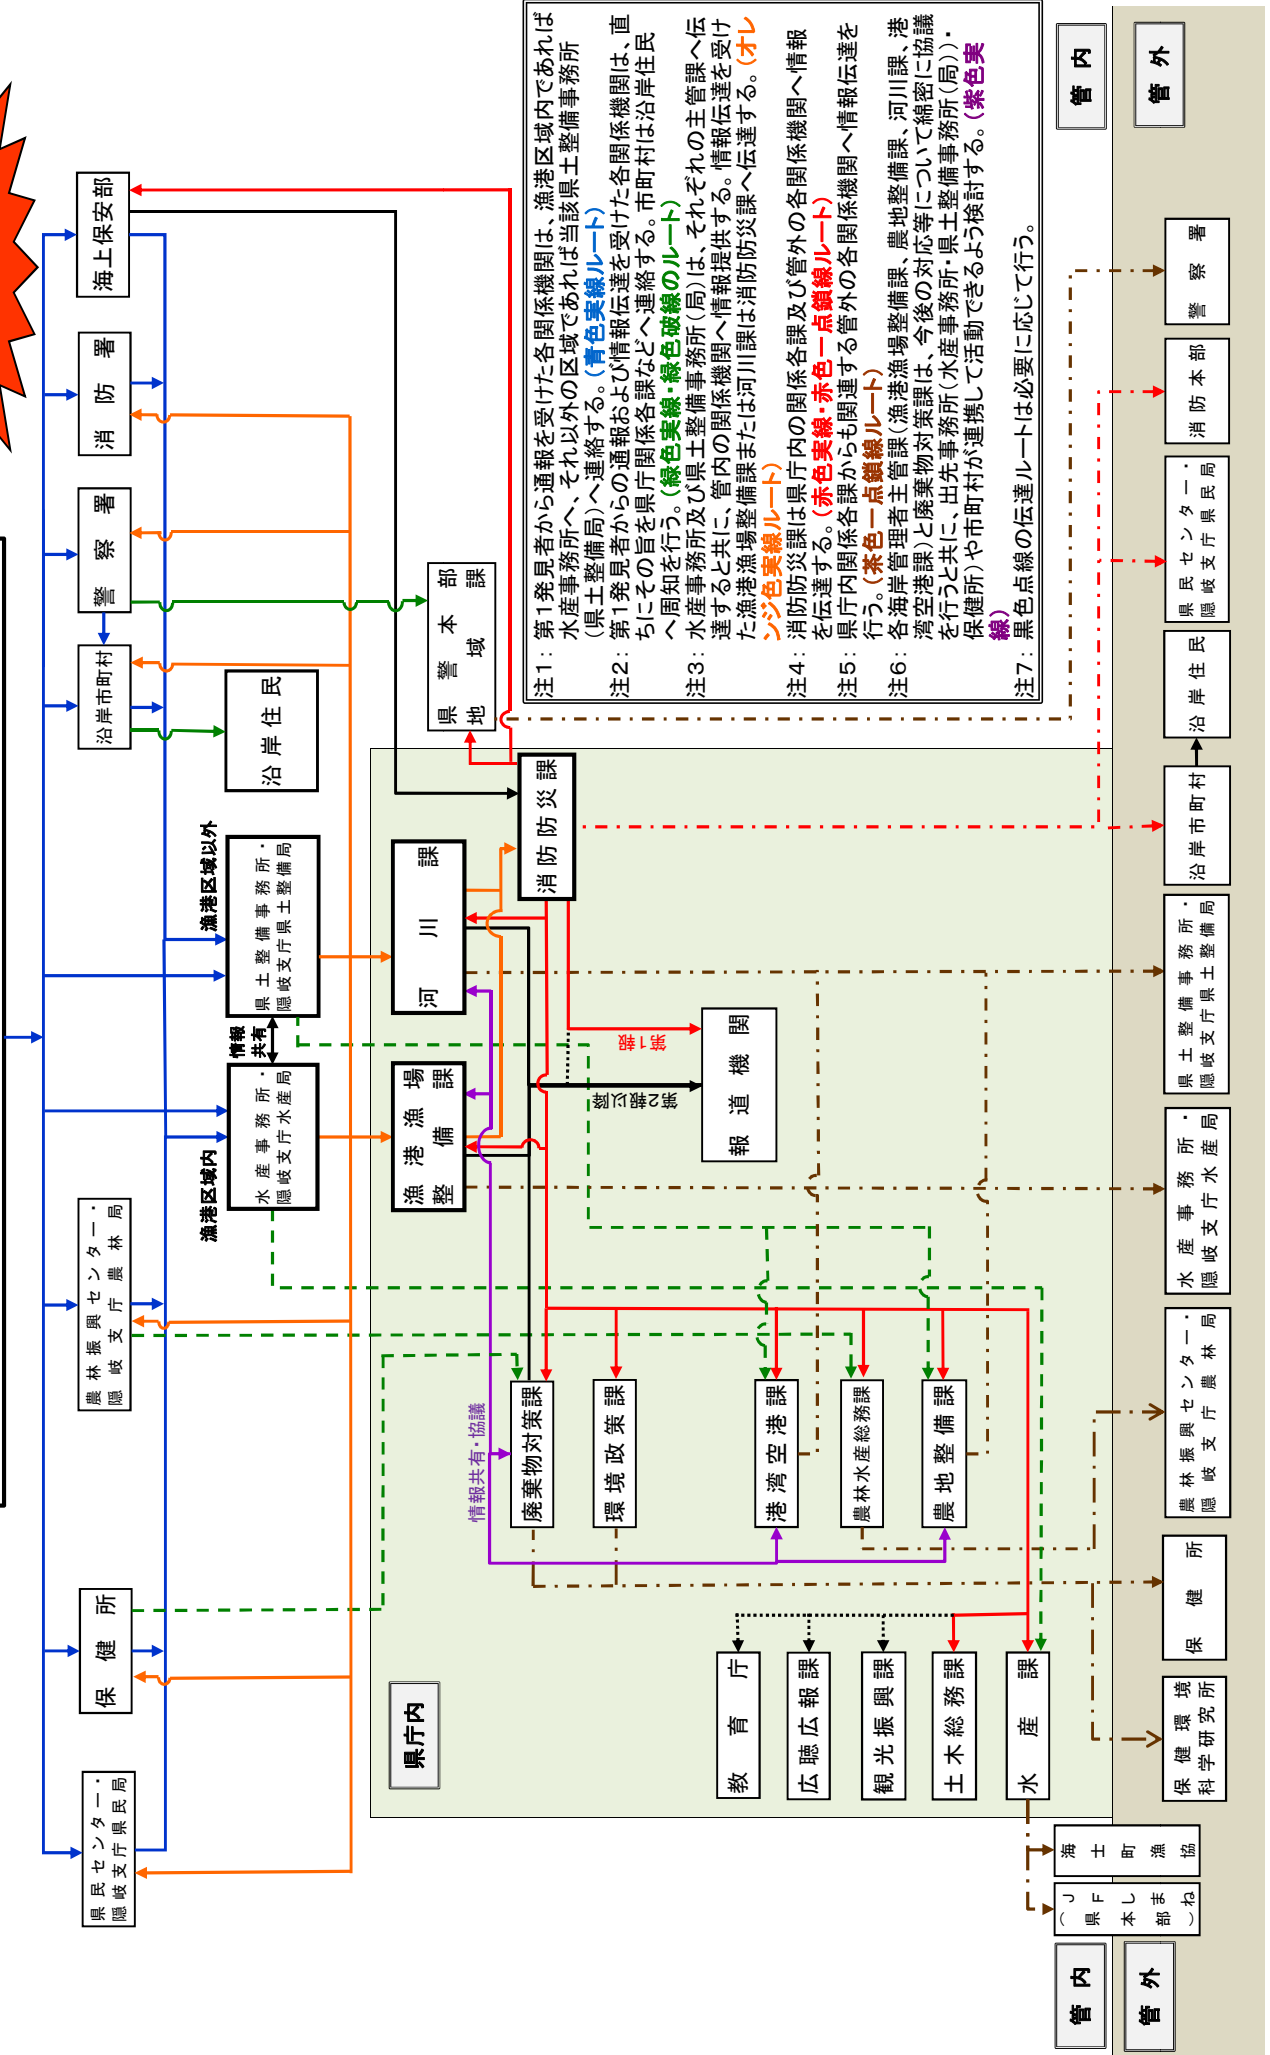 県民センター・
隠岐支庁県民局
保健所
農林振興センター・
隠岐支庁農林局
沿岸市町村
警察署
消防署
海上保安部
漁港区域内
水産事務所・
隠岐支庁水産局
情報
共有
漁港区域以外
県土整備事務所・
隠岐支庁県土整備局
沿岸住民
県庁内
漁港漁場
整備課
河川課
県警本部
地域課
情報共有・協議
廃棄物対策課
消防防災課
環境政策課
第2報以降
第1報
報道機関
教育庁
港湾空港課
広聴広報課
農林水産総務課
観光振興課
農地整備課
土木総務課
水産課
注1：第１発見者から通報を受けた各関係機関は、漁港区域内であれば
水産事務所へ、それ以外の区域であれば当該県土整備事務所
（県土整備局）へ連絡する。（青色実線ルート）
注2：第１発見者からの通報および情報伝達を受けた各関係機関は、直
ちにその旨を県庁関係各課などへ連絡する。市町村は沿岸住民
へ周知を行う。（緑色実線・緑色破線のルート）
注3：水産事務所及び県土整備事務所（局）は、それぞれの主管課へ伝
達すると共に、管内の関係機関へ情報提供する。情報伝達を受け
た漁港漁場整備課または河川課は消防防災課へ伝達する。（オレ
ンジ色実線ルート）
注4：消防防災課は県庁内の関係各課及び管外の各関係機関へ情報
を伝達する。（赤色実線・赤色一点鎖線ルート）
注5：県庁内関係各課からも関連する管外の各関係機関へ情報伝達を
行う。（茶色一点鎖線ルート）
注6：各海岸管理者主管課（漁港漁場整備課、農地整備課、河川課、港
湾空港課）と廃棄物対策課は、今後の対応等について綿密に協議
を行うと共に、出先事務所（水産事務所・県土整備事務所（局））・
保健所）や市町村が連携して活動できるよう検討する。（紫色実
線）
注7：黒色点線の伝達ルートは必要に応じて行う。
管内
管外
（ＪＦしまね
県本部）
海士町漁協
管内
管外
保健環境
科学研究所
保健所
農林振興センター・
隠岐支庁農林局
水産事務所・
隠岐支庁水産局
県土整備事務所・
隠岐支庁県土整備局
沿岸市町村
沿岸住民
県民センター・
隠岐支庁県民局
消防本部
警察署